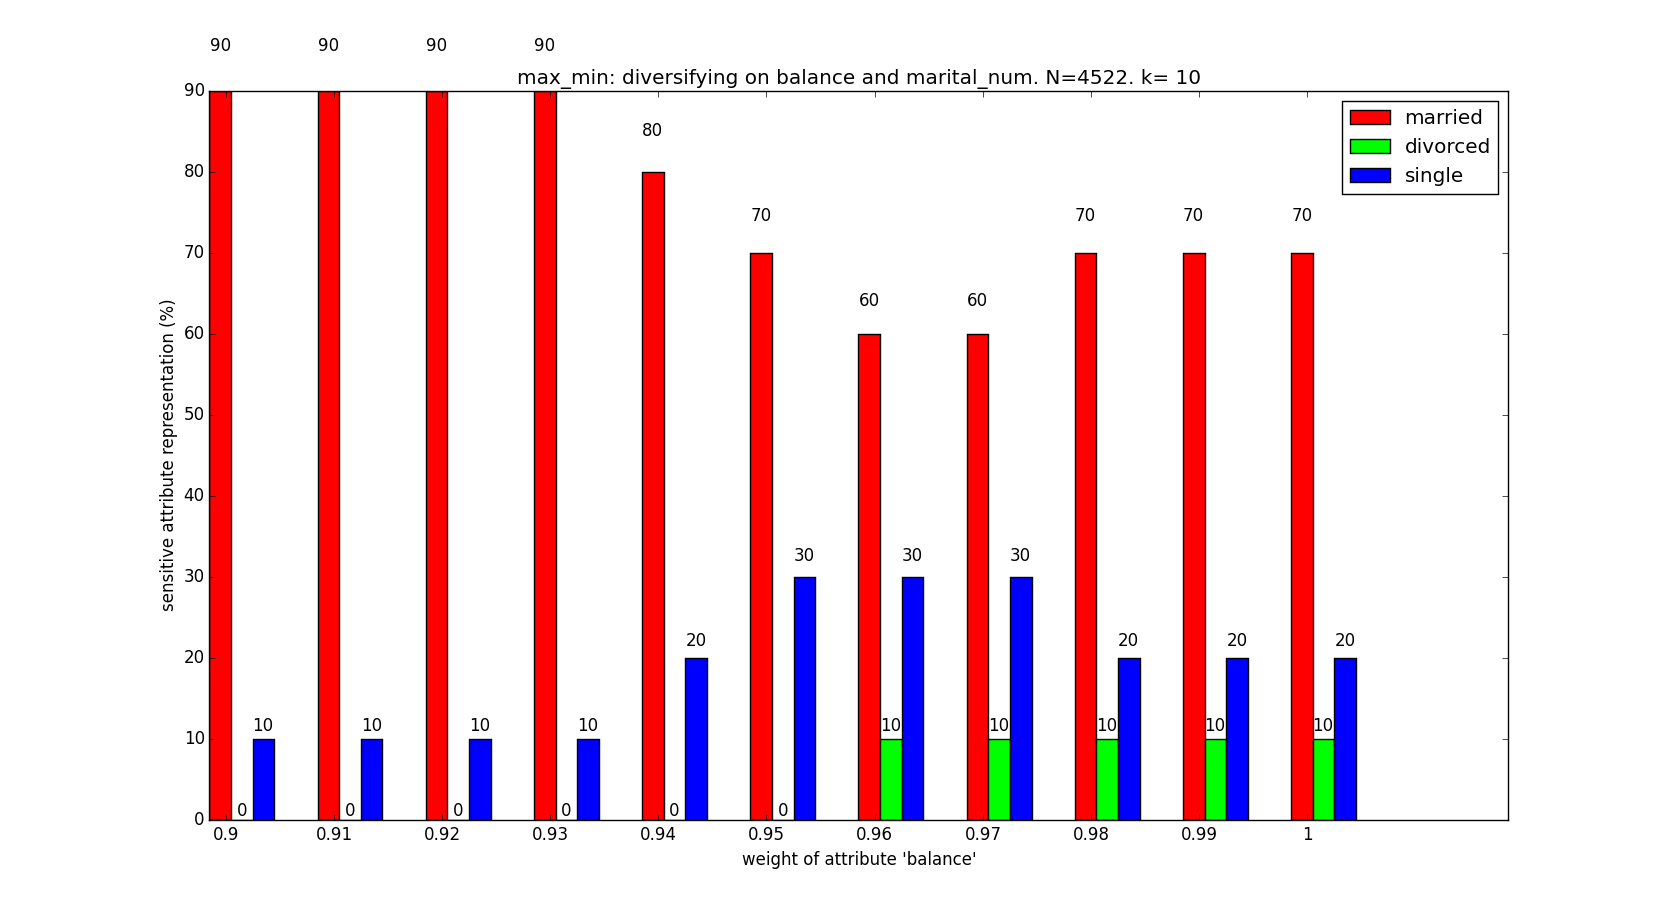 90 90 90 90
max_min: diversifying on balance and marital_num. N=4522. k= 10
90
married
divorced
single
80
80
70 70 70 70
70
60 60
60
50
40
30 30 30
30
20 20 20 20
20
10 10 10 10 10 10 10 10 10
10
0 0 0 0 0 0
0
sensitive attribute representation (%)
0.9 0.91 0.92 0.93 0.94 0.95 0.96 0.97 0.98 0.99 1
weight of attribute 'balance'